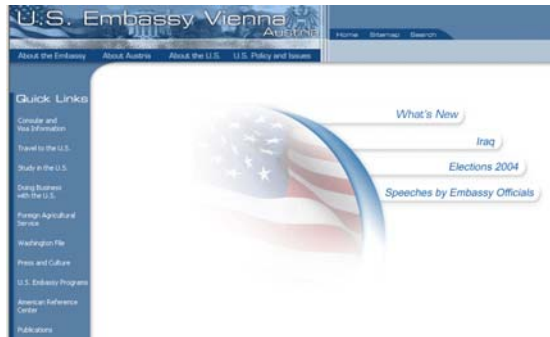 U.S. Embassy Vienna
Austria
Home Sitemap Search
About the Embassy About Austria About the U.S. U.S. Policy and Issues
Quick Links
Consular and
Visa Information
Travel to the U.S.
Study in the U.S.
Doing Business
with the U.S.
Foreign Agricultural
Service
Washington File
Press and Culture
U.S. Embassy Programs
American Reference
Center
Publications
What's New
Iraq
Elections 2004
Speeches by Embassy Officials